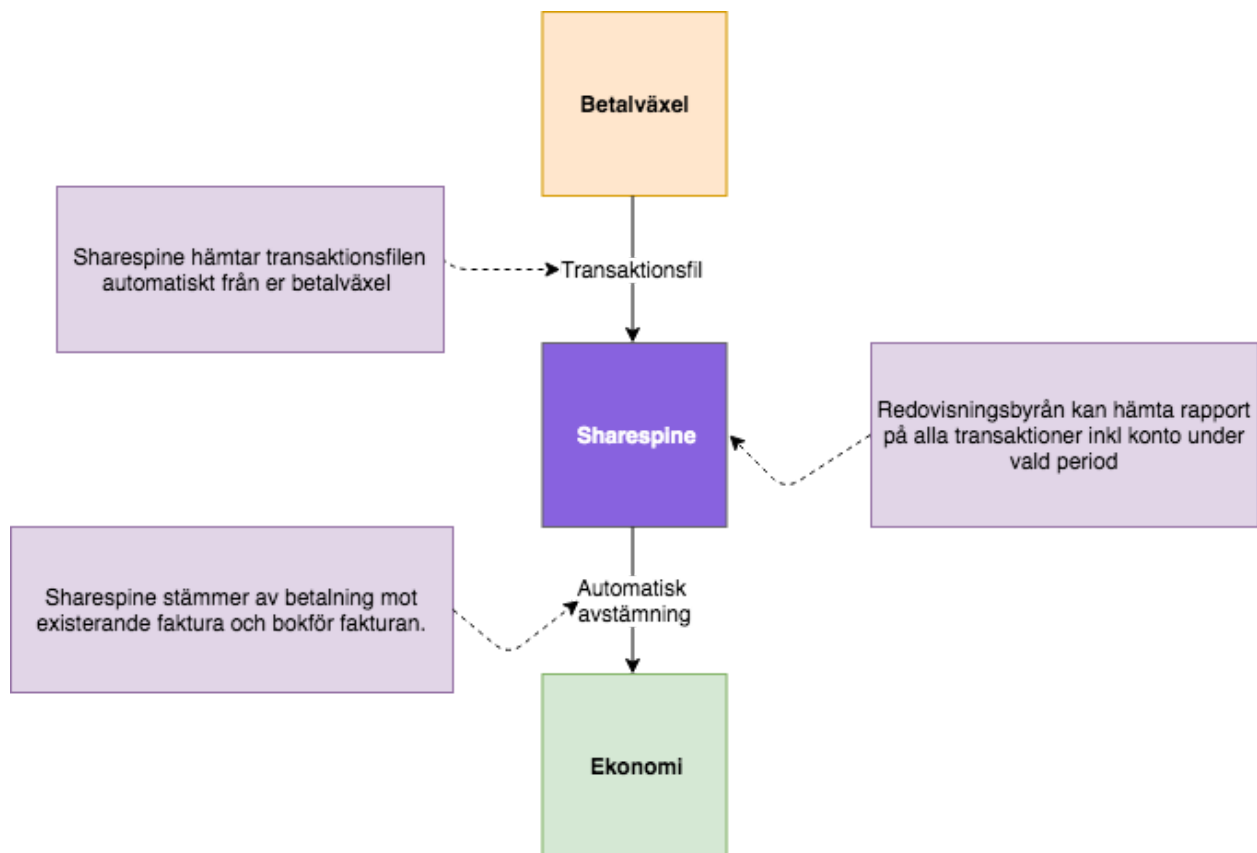 Betalväxel
Sharespine hämtar transaktionsfilen
automatiskt från er betalväxel
Transaktionsfil
Sharespine
Redovisningsbyrån kan hämta rapport
på alla transaktioner inkl konto under
vald period
Sharespine stämmer av betalning mot
existerande faktura och bokför fakturan.
Automatisk
avstämning
Ekonomi